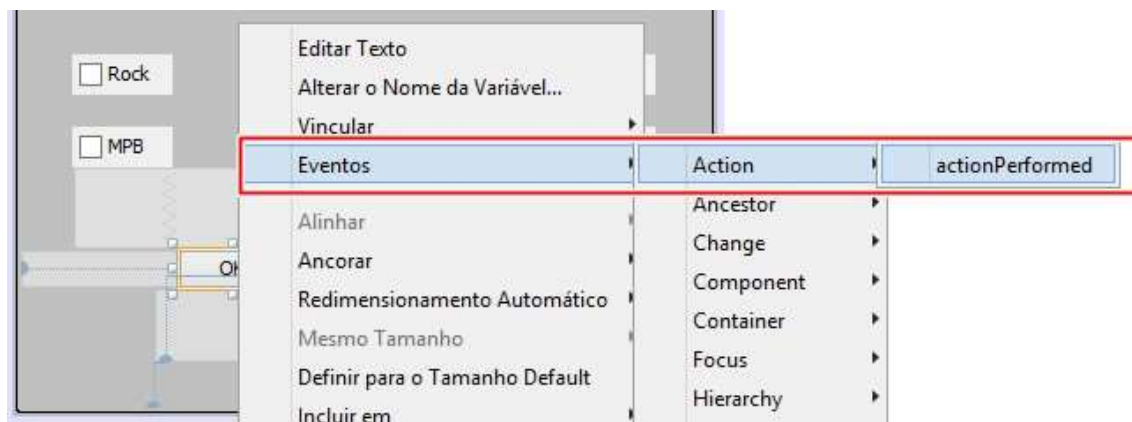 Rock
MPB
OK
Editar Texto
Alterar o Nome da Variável...
Vincular
Eventos
Alinhar
Ancorar
Redimensionamento Automático
Mesmo Tamanho
Definir para o Tamanho Default
Incluir em
Action
Ancestor
Change
Component
Container
Focus
Hierarchy
actionPerformed